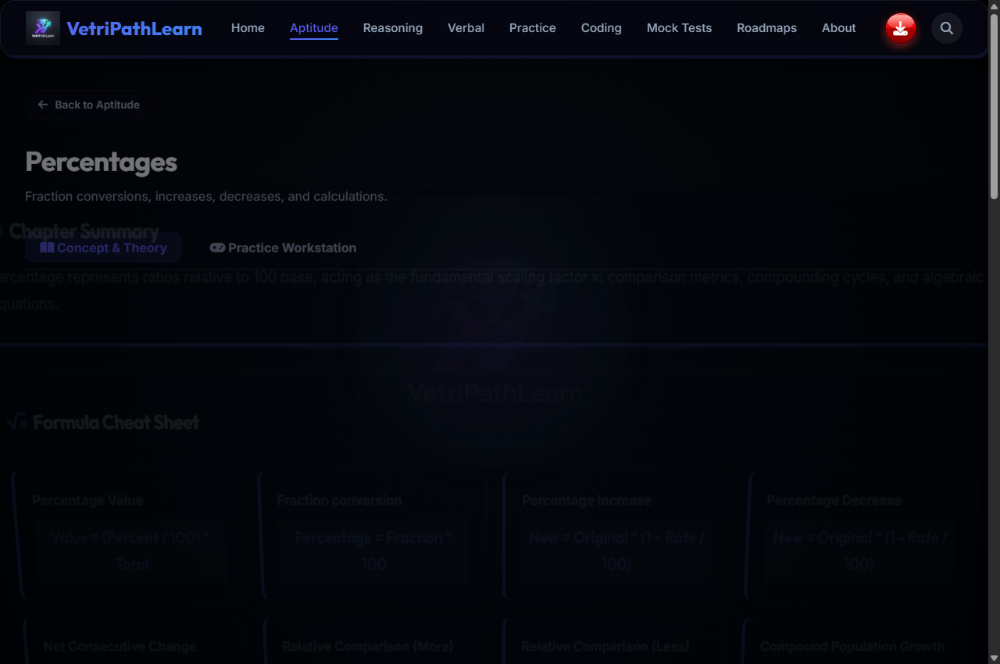 VetriPathLearn
Home
Aptitude
Reasoning
Verbal
Practice
Coding
Mock Tests
Roadmaps
About
Back to Aptitude
Percentages
Fraction conversions, increases, decreases, and calculations.
Chapter Summary
Concept & Theory
Practice Workstation
ercentage represents ratios relative to 100 base, acting as the fundamental scaling factor in comparison metrics, compounding cycles, and algebraic
quations.
VetriPathLearn
Formula Cheat Sheet
Percentage Value
Value = (Percent / 100) *
Total
Fraction conversion
Percentage = Fraction *
100
Percentage Increase
New = Original * (1 + Rate /
100)
Percentage Decrease
New = Original * (1 - Rate /
100)
Net Consecutive Change
Relative Comparison (More)
Relative Comparison (Less)
Compound Population Growth